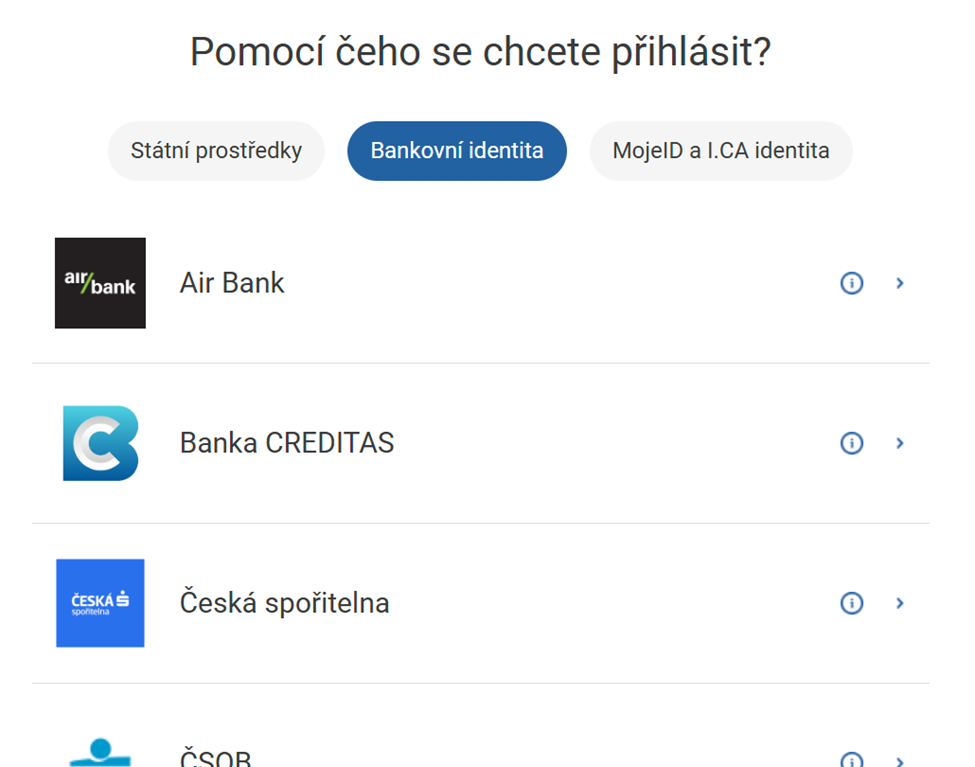 Pomocí čeho se chcete přihlásit?
Státní prostředky
Bankovní identita
MojeID a I.CA identita
air bank
Air Bank
Banka CREDITAS
ČESKÁ
spořitelna
Česká spořitelna
ČSOB